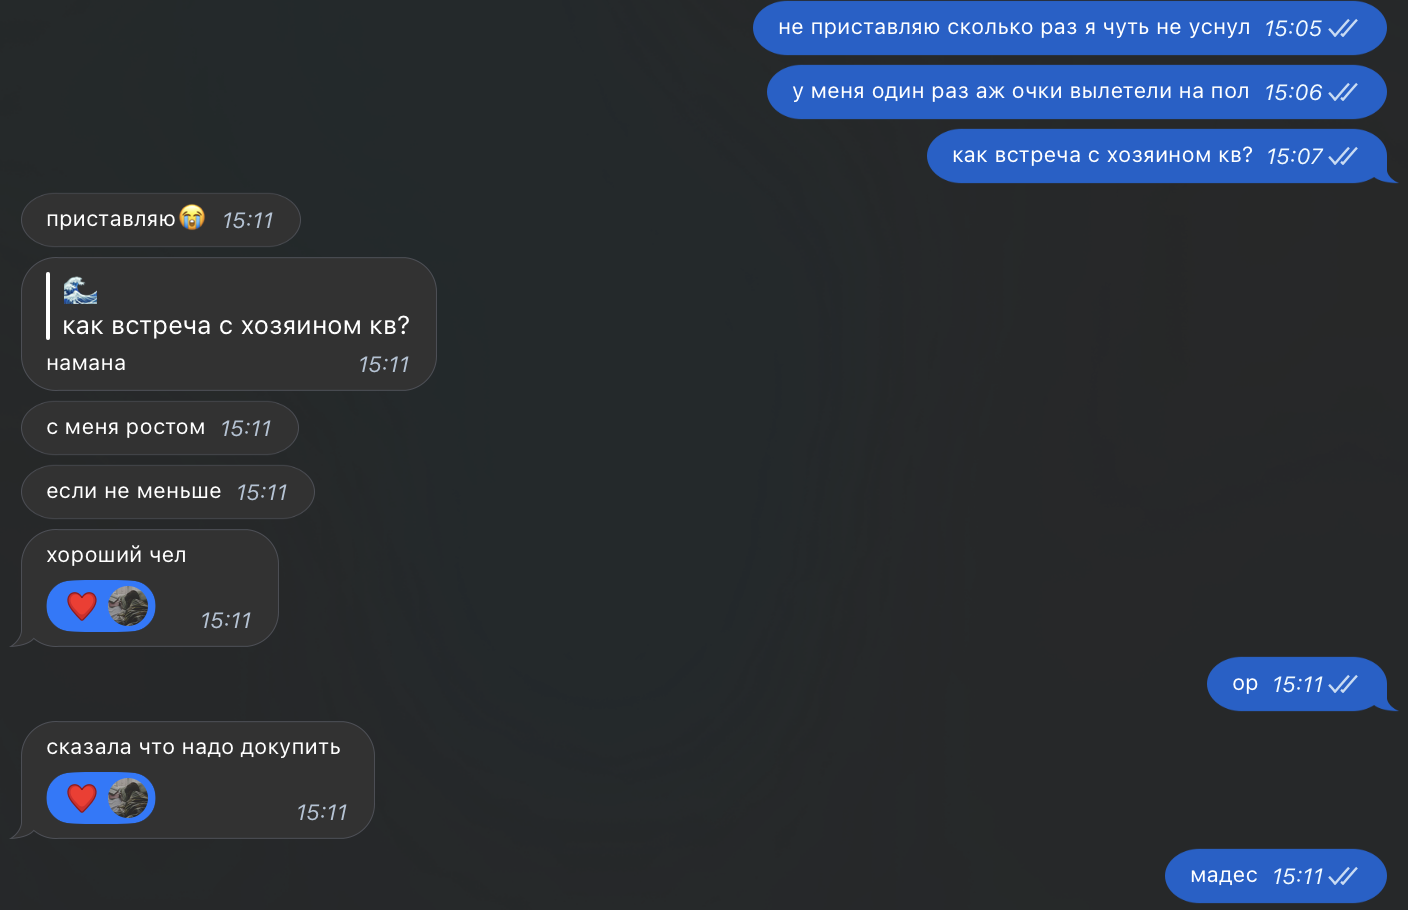 не приставляю сколько раз я чуть не уснул 15:05
у меня один раз аж очки вылетели на пол 15:06
как встреча с хозяином кв? 15:07
приставляю😭 15:11
🌊
как встреча с хозяином кв?
намана 15:11
с меня ростом 15:11
если не меньше 15:11
хороший чел
❤️ 15:11
ор 15:11
сказала что надо докупить
❤️ 15:11
мадес 15:11